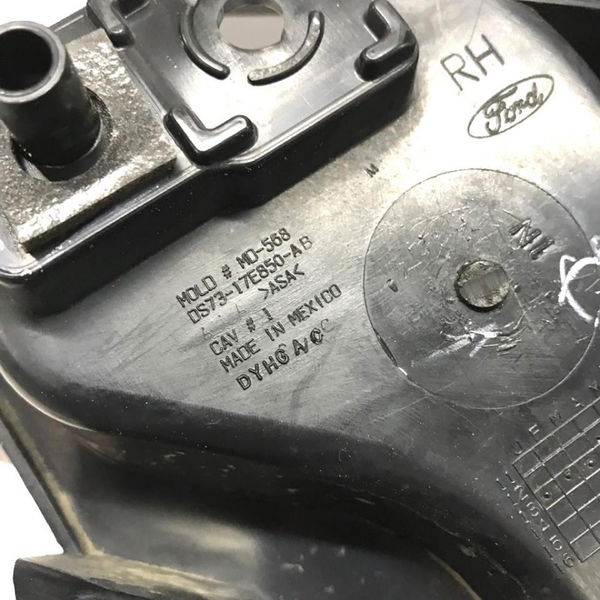 RH
Ford
M
MOLD # MD-568
DS73-17E850-AB
>ASA<
CAV # 1
MADE IN MEXICO
DYHG A/C
J F M A M J